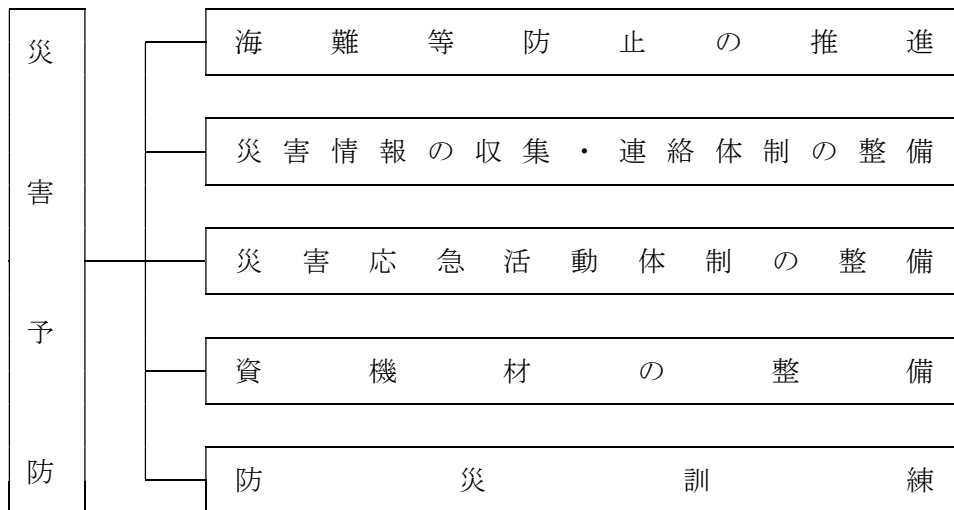 災害予防
海難等防止の推進
災害情報の収集・連絡体制の整備
災害応急活動体制の整備
資機材の整備
防災訓練